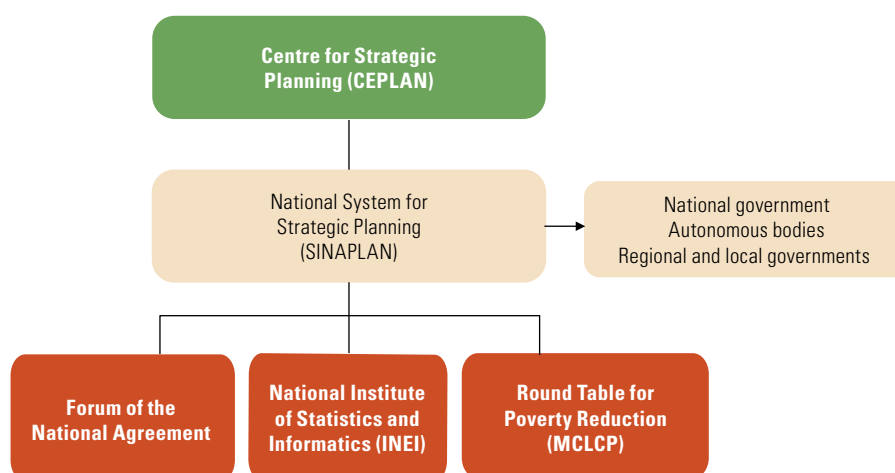 Centre for Strategic
Planning (CEPLAN)
National System for
Strategic Planning
(SINAPLAN)
National government
Autonomous bodies
Regional and local governments
Forum of the
National Agreement
National Institute
of Statistics and
Informatics (INEI)
Round Table for
Poverty Reduction
(MCLCP)